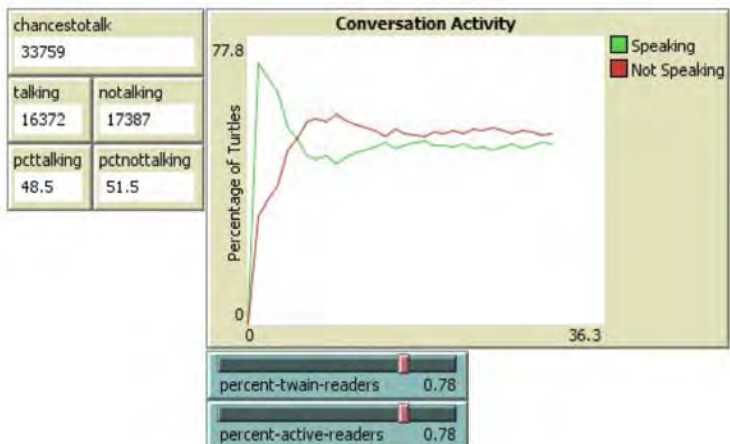 chancestotalk
33759
talking
16372
notalking
17387
pcttalking
48.5
pctnottalking
51.5
Conversation Activity
77.8
Percentage of Turtles
0
0
36.3
Speaking
Not Speaking
percent-twain-readers 0.78
percent-active-readers 0.78